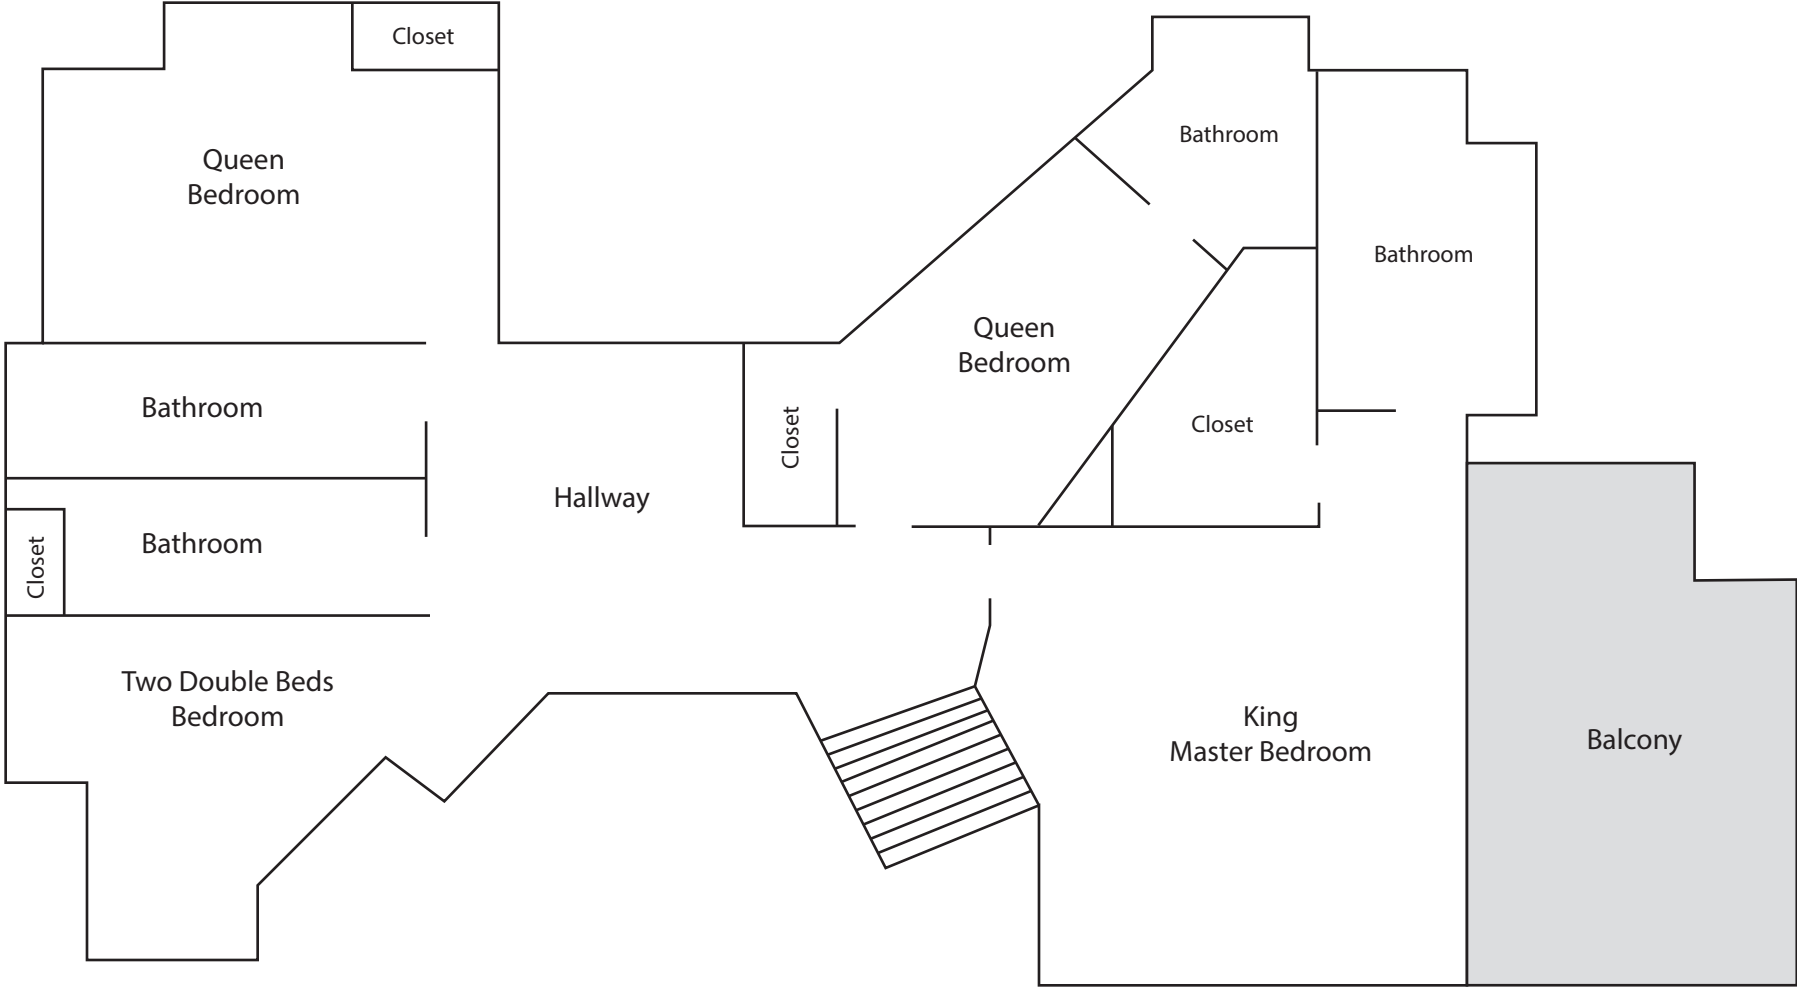 Closet
Queen
Bedroom
Bathroom
Bathroom
Queen
Bedroom
Bathroom
Closet
Closet
Hallway
Bathroom
Closet
Two Double Beds
Bedroom
King
Master Bedroom
Balcony